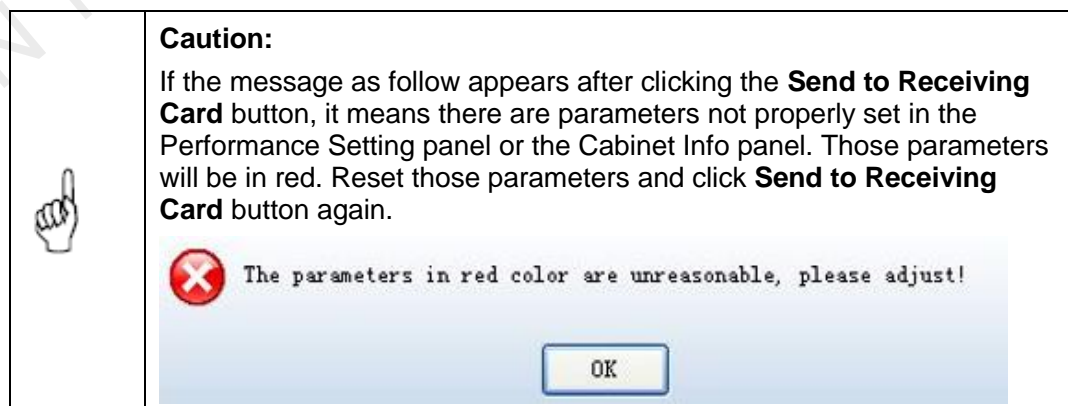 Caution:
If the message as follow appears after clicking the Send to Receiving
Card button, it means there are parameters not properly set in the
Performance Setting panel or the Cabinet Info panel. Those parameters
will be in red. Reset those parameters and click Send to Receiving
Card button again.
The parameters in red color are unreasonable, please adjust!
OK